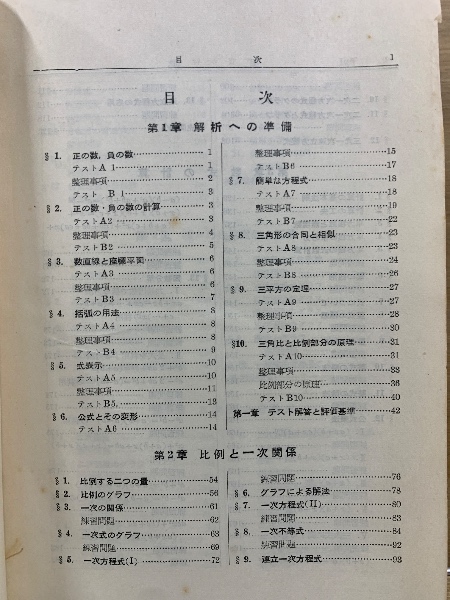 目 次 1
目 次
第1章 解析への準備
§1. 正の数,負の数……………1
テストA1……………1
整理事項……………2
テストB1……………3
§2. 正の数・負の数の計算……………3
テストA2……………3
整理事項……………4
テストB2……………5
§3. 数直線と座標平面……………6
テストA3……………6
整理事項……………6
テストB3……………7
§4. 括弧の用法……………8
テストA4……………8
整理事項……………8
テストB4……………9
§5. 式表示……………10
テストA5……………10
整理事項……………11
テストB5.……………13
§6. 公式とその変形……………14
テストA6……………14
整理事項……………15
テストB6……………17
§7. 簡単な方程式……………18
テストA7……………18
整理事項……………19
テストB7……………22
§8. 三角形の合同と相似……………23
テストA8……………23
整理事項……………24
テストB8……………26
§9. 三平方の定理……………27
テストA9……………27
整理事項……………28
テストB9……………30
§10. 三角比と比例部分の原理……………31
テストA10……………31
整理事項……………33
比例部分の原理……………36
テストB10……………40
第一章 テスト解答と評価基準……………42
第2章 比例と一次関係
§1. 比例する二つの量……………54
§2. 比例のグラフ……………56
§3. 一次の関係……………61
練習問題……………62
§4. 一次式のグラフ……………63
練習問題……………69
§5. 一次方程式(I)……………72
練習問題……………76
§6. グラフによる解法……………78
§7. 一次方程式(II)……………80
練習問題……………83
§8. 一次不等式……………84
練習問題……………92
§9. 連立一次方程式……………93